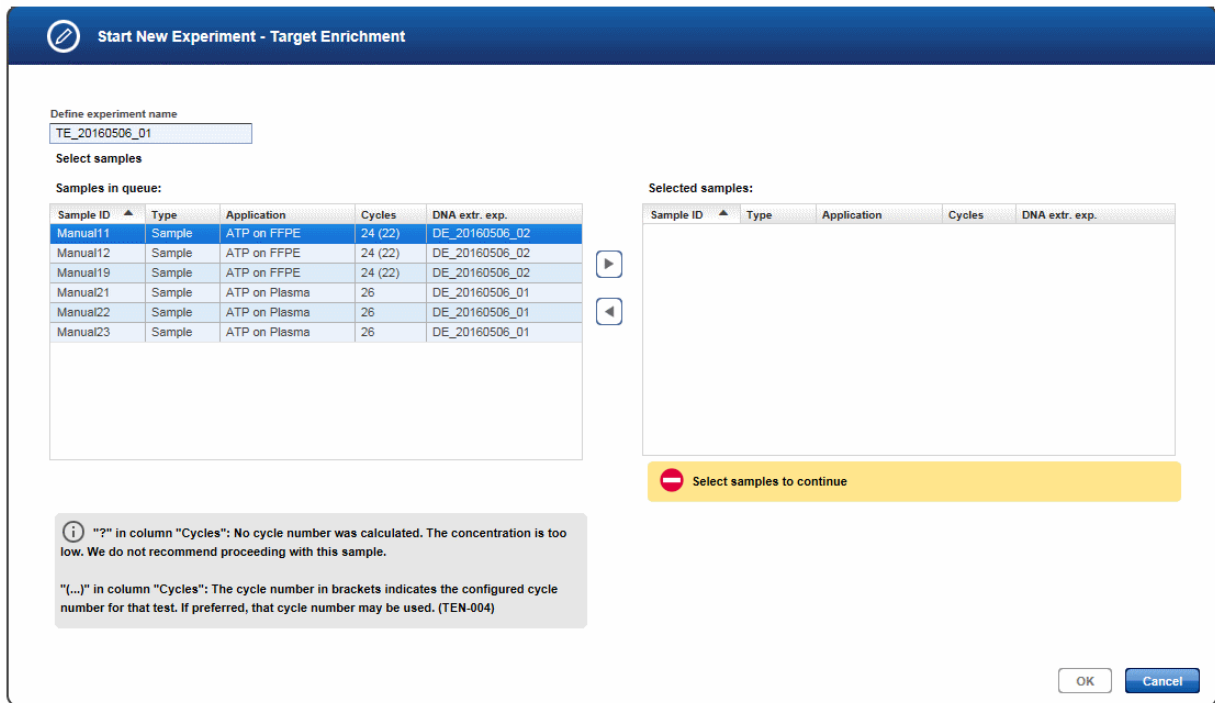 Start New Experiment - Target Enrichment
Define experiment name
TE_20160506_01
Select samples
Samples in queue:
Sample ID Type Application Cycles DNA extr. exp.
Manual11 Sample ATP on FFPE 24 (22) DE_20160506_02
Manual12 Sample ATP on FFPE 24 (22) DE_20160506_02
Manual19 Sample ATP on FFPE 24 (22) DE_20160506_02
Manual21 Sample ATP on Plasma 26 DE_20160506_01
Manual22 Sample ATP on Plasma 26 DE_20160506_01
Manual23 Sample ATP on Plasma 26 DE_20160506_01
Selected samples:
Sample ID Type Application Cycles DNA extr. exp.
Select samples to continue
"?" in column "Cycles": No cycle number was calculated. The concentration is too
low. We do not recommend proceeding with this sample.
"(...)" in column "Cycles": The cycle number in brackets indicates the configured cycle
number for that test. If preferred, that cycle number may be used. (TEN-004)
OK
Cancel